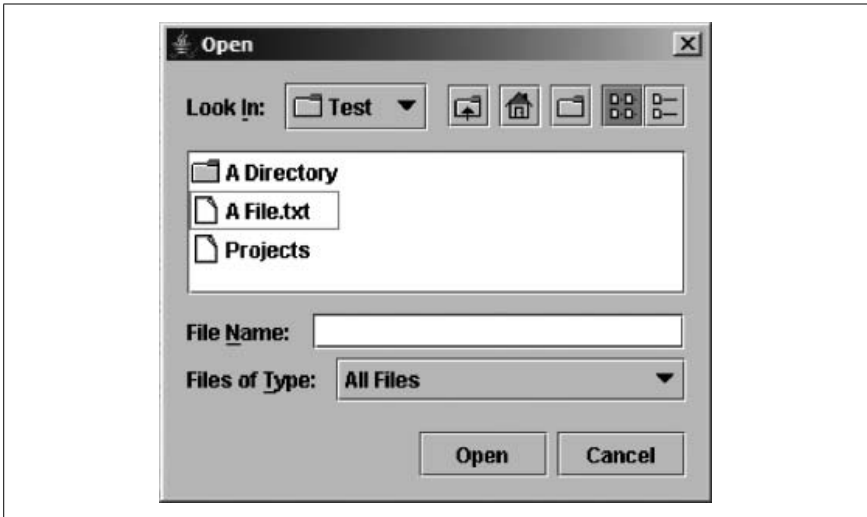 Open
Look In: Test
A Directory
A File.txt
Projects
File Name:
Files of Type: All Files
Open Cancel